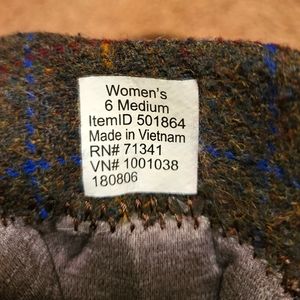 Women's
6 Medium
ItemID 501864
Made in Vietnam
RN# 71341
VN# 1001038
180806